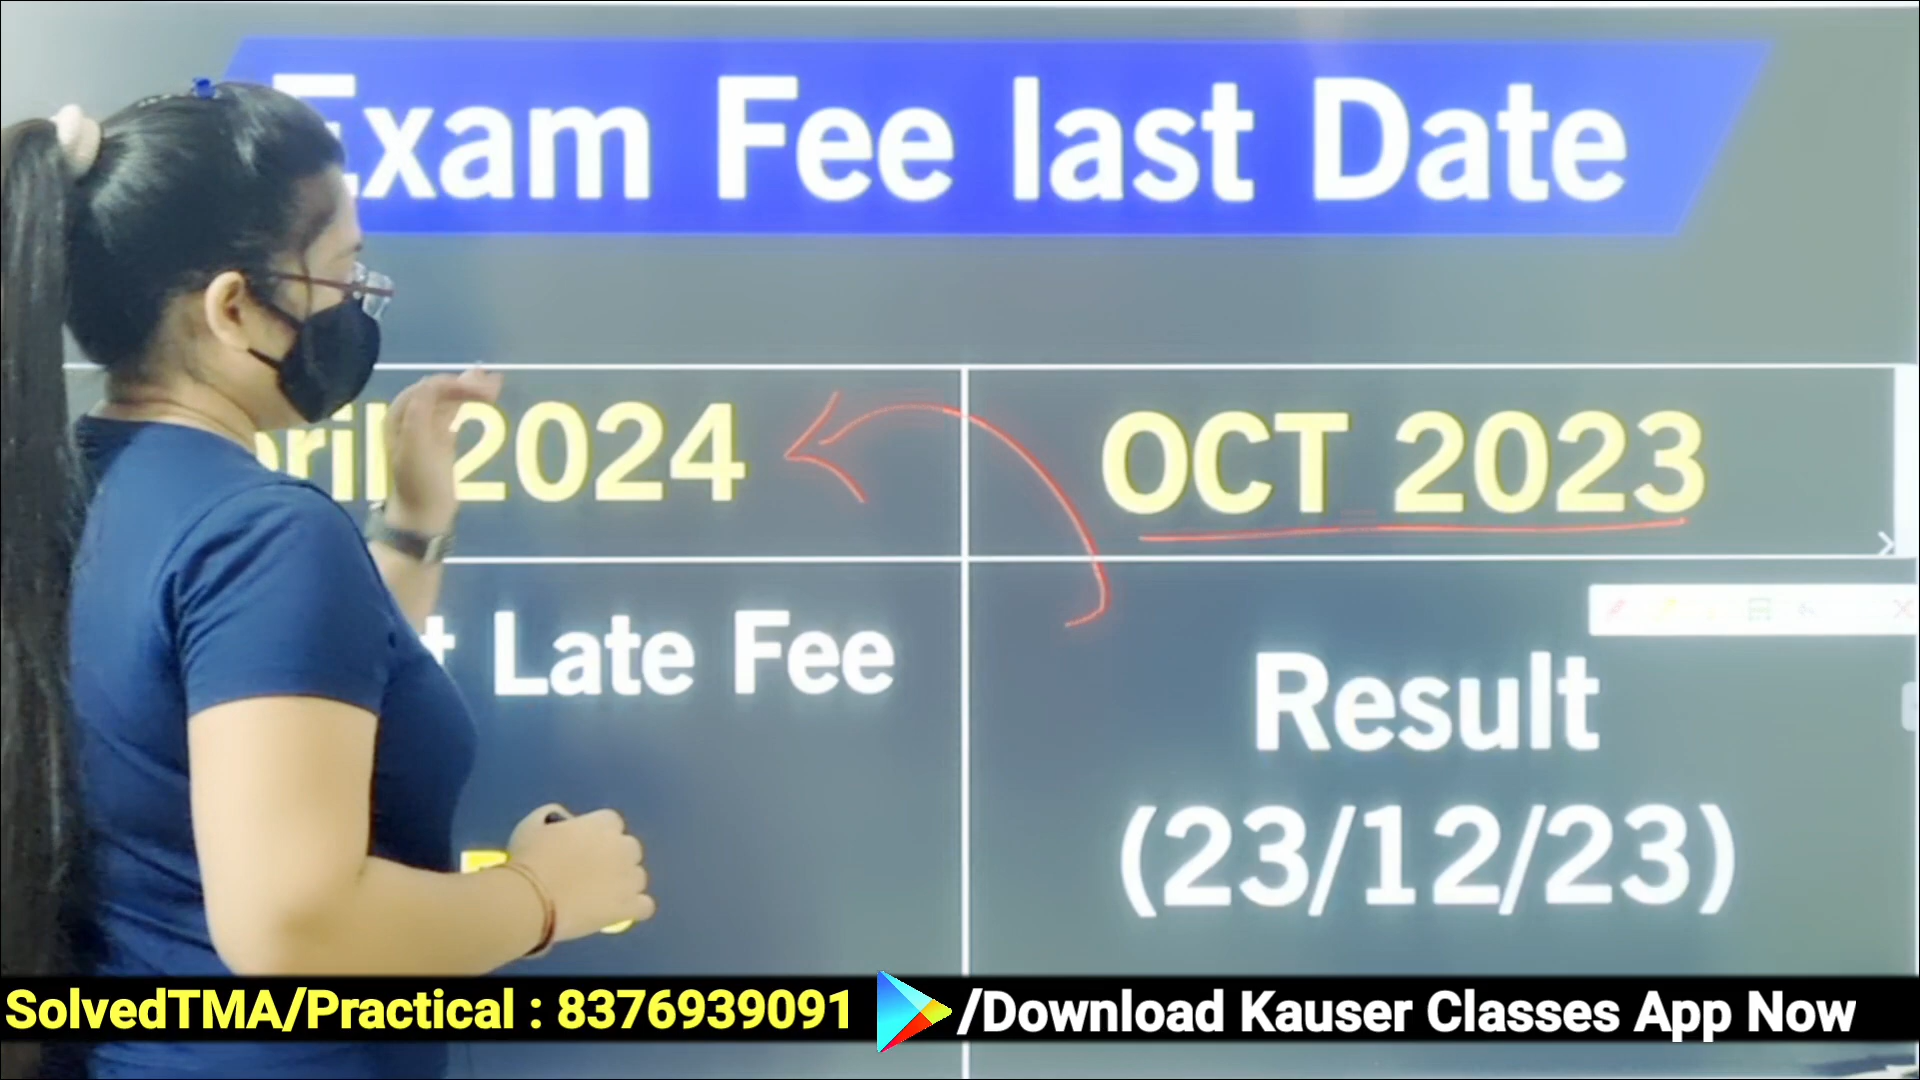 Exam Fee last Date
April 2024
OCT 2023
Late Fee
Result
(23/12/23)
SolvedTMA/Practical : 8376939091
/Download Kauser Classes App Now